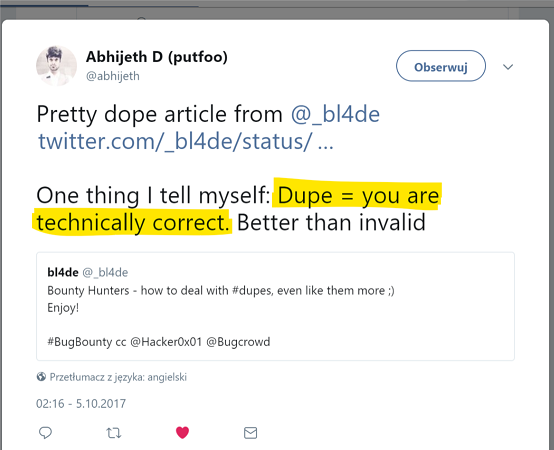 Abhijeth D (putfoo)
@abhijeth
Obserwuj
Pretty dope article from @_bl4de
twitter.com/_bl4de/status/ ...
One thing I tell myself: Dupe = you are
technically correct. Better than invalid
bl4de @_bl4de
Bounty Hunters - how to deal with #dupes, even like them more ;)
Enjoy!
#BugBounty cc @Hacker0x01 @Bugcrowd
Przetłumacz z języka: angielski
02:16 - 5.10.2017